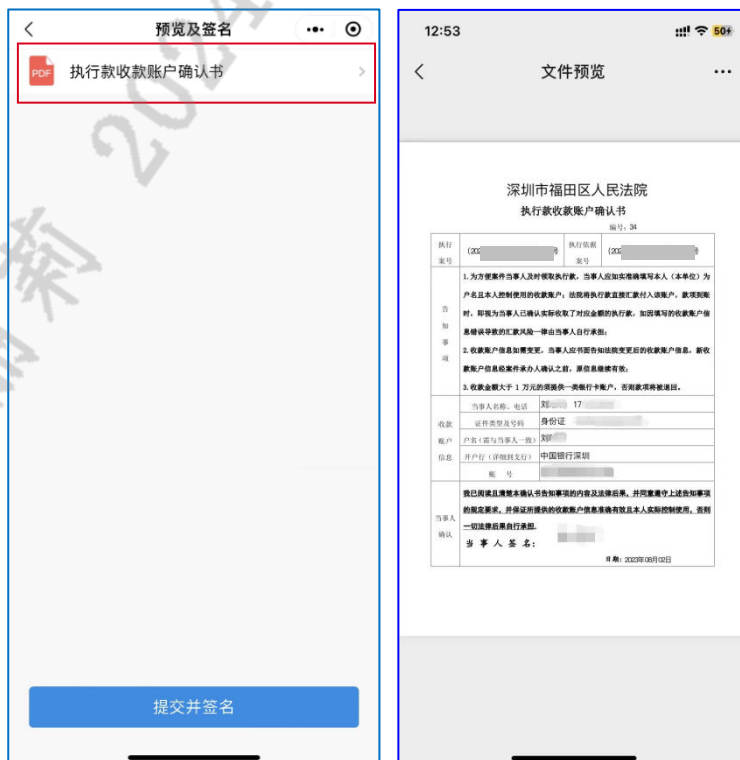 预览及签名
PDF
执行款收款账户确认书
提交并签名
莉 2024
12:53
50
文件预览
深圳市福田区人民法院
执行款收款账户确认书
编号：34
执行案号
(202
号
执行依据案号
(202
号
告知事项
1.为方便案件当事人及时领取执行款，当事人应如实准确填写本人（本单位）为
户名且本人控制使用的收款账户；法院将执行款直接汇款付入该账户，款项到账
时，即视为当事人已确认实际收取了对应金额的执行款，如因填写的收款账户信
息错误导致的汇款风险一律由当事人自行承担；
2.收款账户信息如需变更，当事人应书面告知法院变更后的收款账户信息，新收
款账户信息经案件承办人确认之前，原信息继续有效；
3.收款金额大于 1 万元的须提供一类银行卡账户，否则款项将被退回。
收款账户信息
当事人名称、电话
刘 17
证件类型及号码
身份证
户名（需与当事人一致）
刘
开户行（详细到支行）
中国银行深圳
账 号
当事人确认
我已阅读且清楚本确认书告知事项的内容及法律后果，并同意遵守上述告知事项
的规定要求，并保证所提供的收款账户信息准确有效且本人实际控制使用，否则
一切法律后果自行承担.
当 事 人 签 名：
日期：2023年08月02日